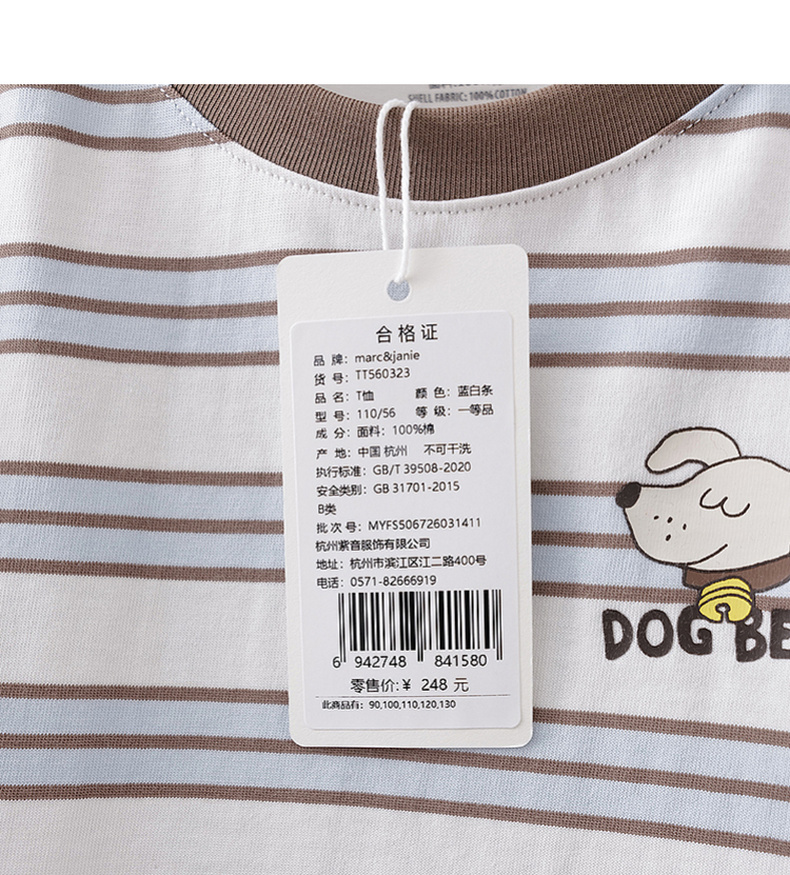 SHELL FABRIC: 100% COTTON
合格证
品 牌: marc&janie
货 号: TT560323
品 名: T恤 颜 色: 蓝白条
型 号: 110/56 等 级: 一等品
成 分: 面料: 100%棉
产 地: 中国 杭州 不可干洗
执行标准: GB/T 39508-2020
安全类别: GB 31701-2015
B类
批 次 号: MYFS506726031411
杭州紫音服饰有限公司
地址: 杭州市滨江区江二路400号
电话: 0571-82666919
6 942748 841580
零售价:¥ 248 元
此商品有: 90,100,110,120,130
DOG BE